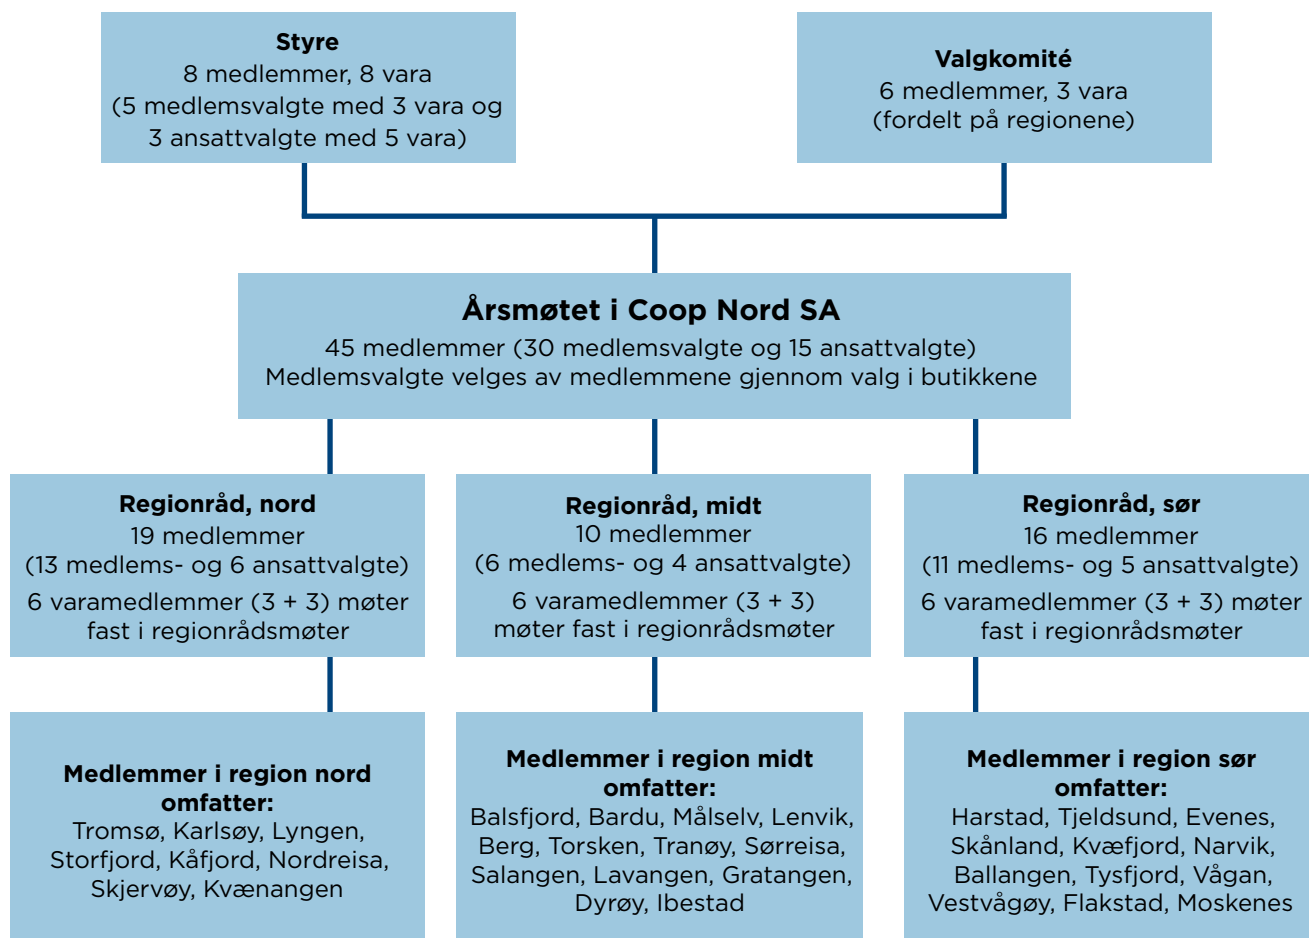 Styre
8 medlemmer, 8 vara
(5 medlemsvalgte med 3 vara og
3 ansattvalgte med 5 vara)
Valgkomité
6 medlemmer, 3 vara
(fordelt på regionene)
Årsmøtet i Coop Nord SA
45 medlemmer (30 medlemsvalgte og 15 ansattvalgte)
Medlemsvalgte velges av medlemmene gjennom valg i butikkene
Regionråd, nord
19 medlemmer
(13 medlems- og 6 ansattvalgte)
6 varamedlemmer (3 + 3) møter
fast i regionrådsmøter
Regionråd, midt
10 medlemmer
(6 medlems- og 4 ansattvalgte)
6 varamedlemmer (3 + 3)
møter fast i regionrådsmøter
Regionråd, sør
16 medlemmer
(11 medlems- og 5 ansattvalgte)
6 varamedlemmer (3 + 3) møter
fast i regionrådsmøter
Medlemmer i region nord
omfatter:
Tromsø, Karlsøy, Lyngen,
Storfjord, Kåfjord, Nordreisa,
Skjervøy, Kvænangen
Medlemmer i region midt
omfatter:
Balsfjord, Bardu, Målselv, Lenvik,
Berg, Torsken, Tranøy, Sørreisa,
Salangen, Lavangen, Gratangen,
Dyrøy, Ibestad
Medlemmer i region sør
omfatter:
Harstad, Tjeldsund, Evenes,
Skånland, Kvæfjord, Narvik,
Ballangen, Tysfjord, Vågan,
Vestvågøy, Flakstad, Moskenes